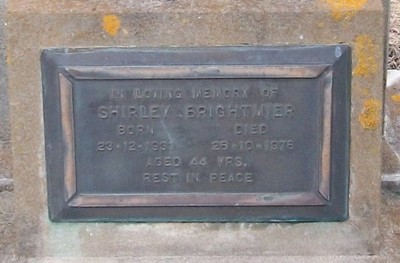 IN LOVING MEMORY OF
SHIRLEY BRIGHTMIER
BORN DIED
23-12-1931 26-10-1976
AGED 44 YRS.
REST IN PEACE